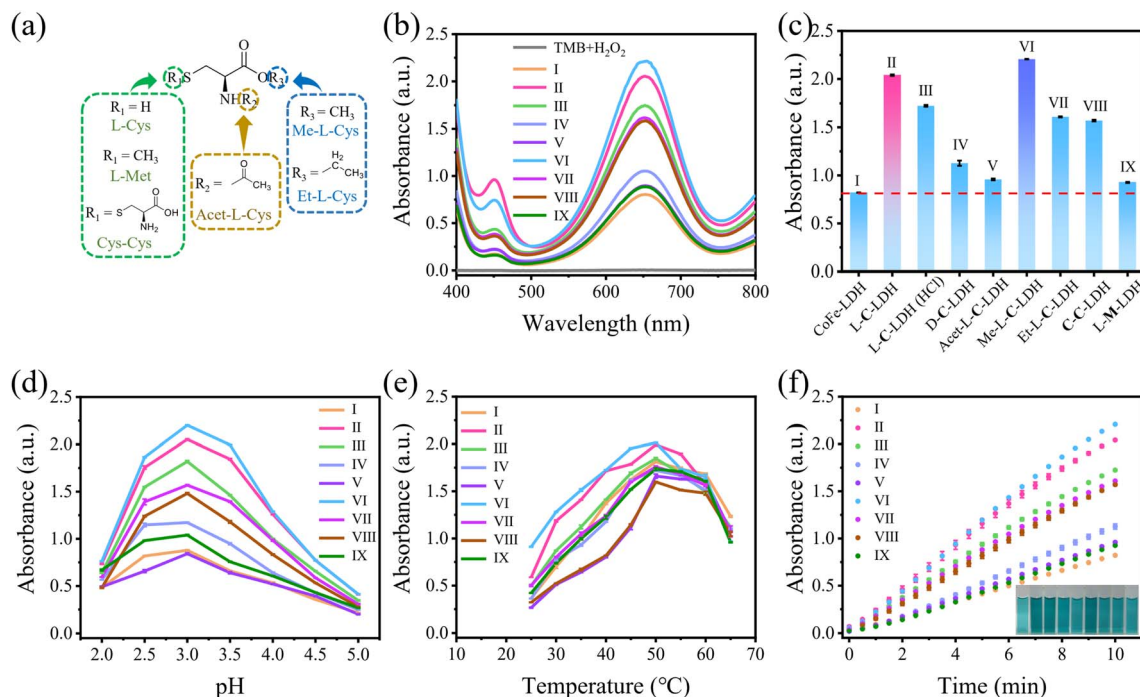 (a)
R₁ S
O
OR₃
NHR₂
R₁ = H
L-Cys
R₁ = CH₃
L-Met
R₁ = S
O
OH
NH₂
Cys-Cys
R₂ =
O
CH₃
Acet-L-Cys
R₃ = CH₃
Me-L-Cys
R₃ =
H₂
C
CH₃
Et-L-Cys
(b)
Absorbance (a.u.)
2.5
2.0
1.5
1.0
0.5
0.0
400 500 600 700 800
Wavelength (nm)
TMB+H₂O₂
I
II
III
IV
V
VI
VII
VIII
IX
(c)
Absorbance (a.u.)
2.5
2.0
1.5
1.0
0.5
0.0
I II III IV V VI VII VIII IX
CoFe-LDH
L-C-LDH
L-C-LDH (HCl)
D-C-LDH
Acet-L-C-LDH
Me-L-C-LDH
Et-L-C-LDH
C-C-LDH
L-M-LDH
(d)
Absorbance (a.u.)
2.5
2.0
1.5
1.0
0.5
0.0
2.0 2.5 3.0 3.5 4.0 4.5 5.0
pH
I
II
III
IV
V
VI
VII
VIII
IX
(e)
Absorbance (a.u.)
2.5
2.0
1.5
1.0
0.5
0.0
10 20 30 40 50 60 70
Temperature (℃)
I
II
III
IV
V
VI
VII
VIII
IX
(f)
Absorbance (a.u.)
2.5
2.0
1.5
1.0
0.5
0.0
0 2 4 6 8 10
Time (min)
I
II
III
IV
V
VI
VII
VIII
IX